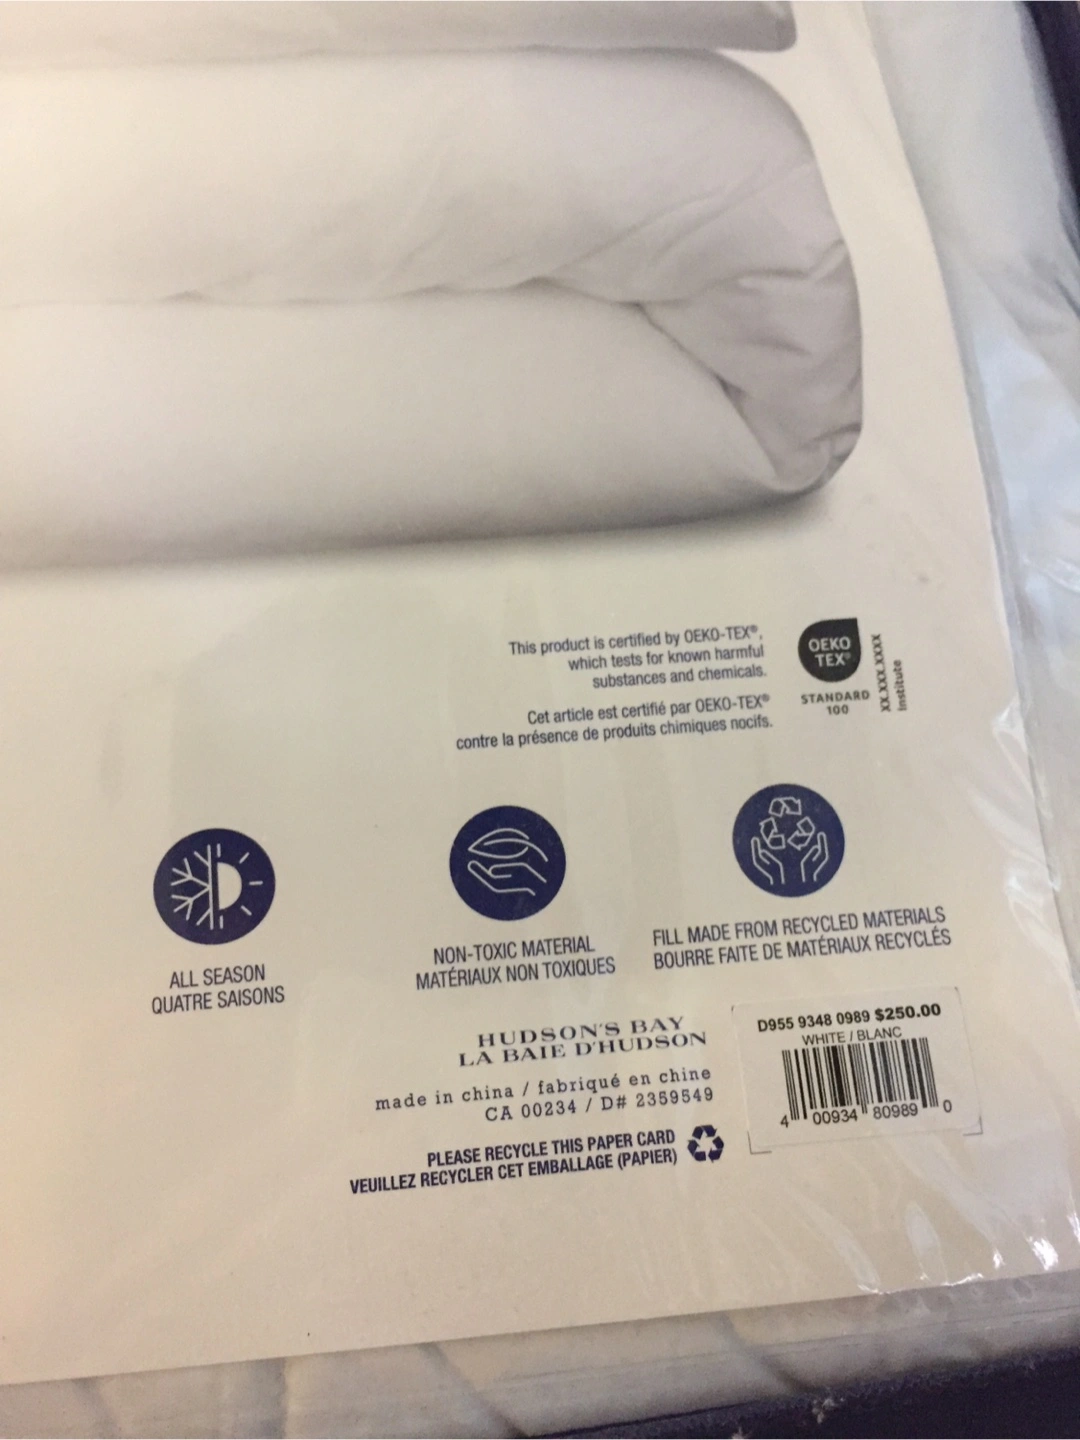 This product is certified by OEKO-TEX®,
which tests for known harmful
substances and chemicals.
Cet article est certifié par OEKO-TEX®
contre la présence de produits chimiques nocifs.
OEKO
TEX®
STANDARD
100
XX.XXX.XXXX
Institute
ALL SEASON
QUATRE SAISONS
NON-TOXIC MATERIAL
MATÉRIAUX NON TOXIQUES
FILL MADE FROM RECYCLED MATERIALS
BOURRE FAITE DE MATÉRIAUX RECYCLÉS
HUDSON'S BAY
LA BAIE D'HUDSON
made in china / fabriqué en chine
CA 00234 / D# 2359549
PLEASE RECYCLE THIS PAPER CARD
VEUILLEZ RECYCLER CET EMBALLAGE (PAPIER)
D955 9348 0989 $250.00
WHITE / BLANC
4 00934 80989 0